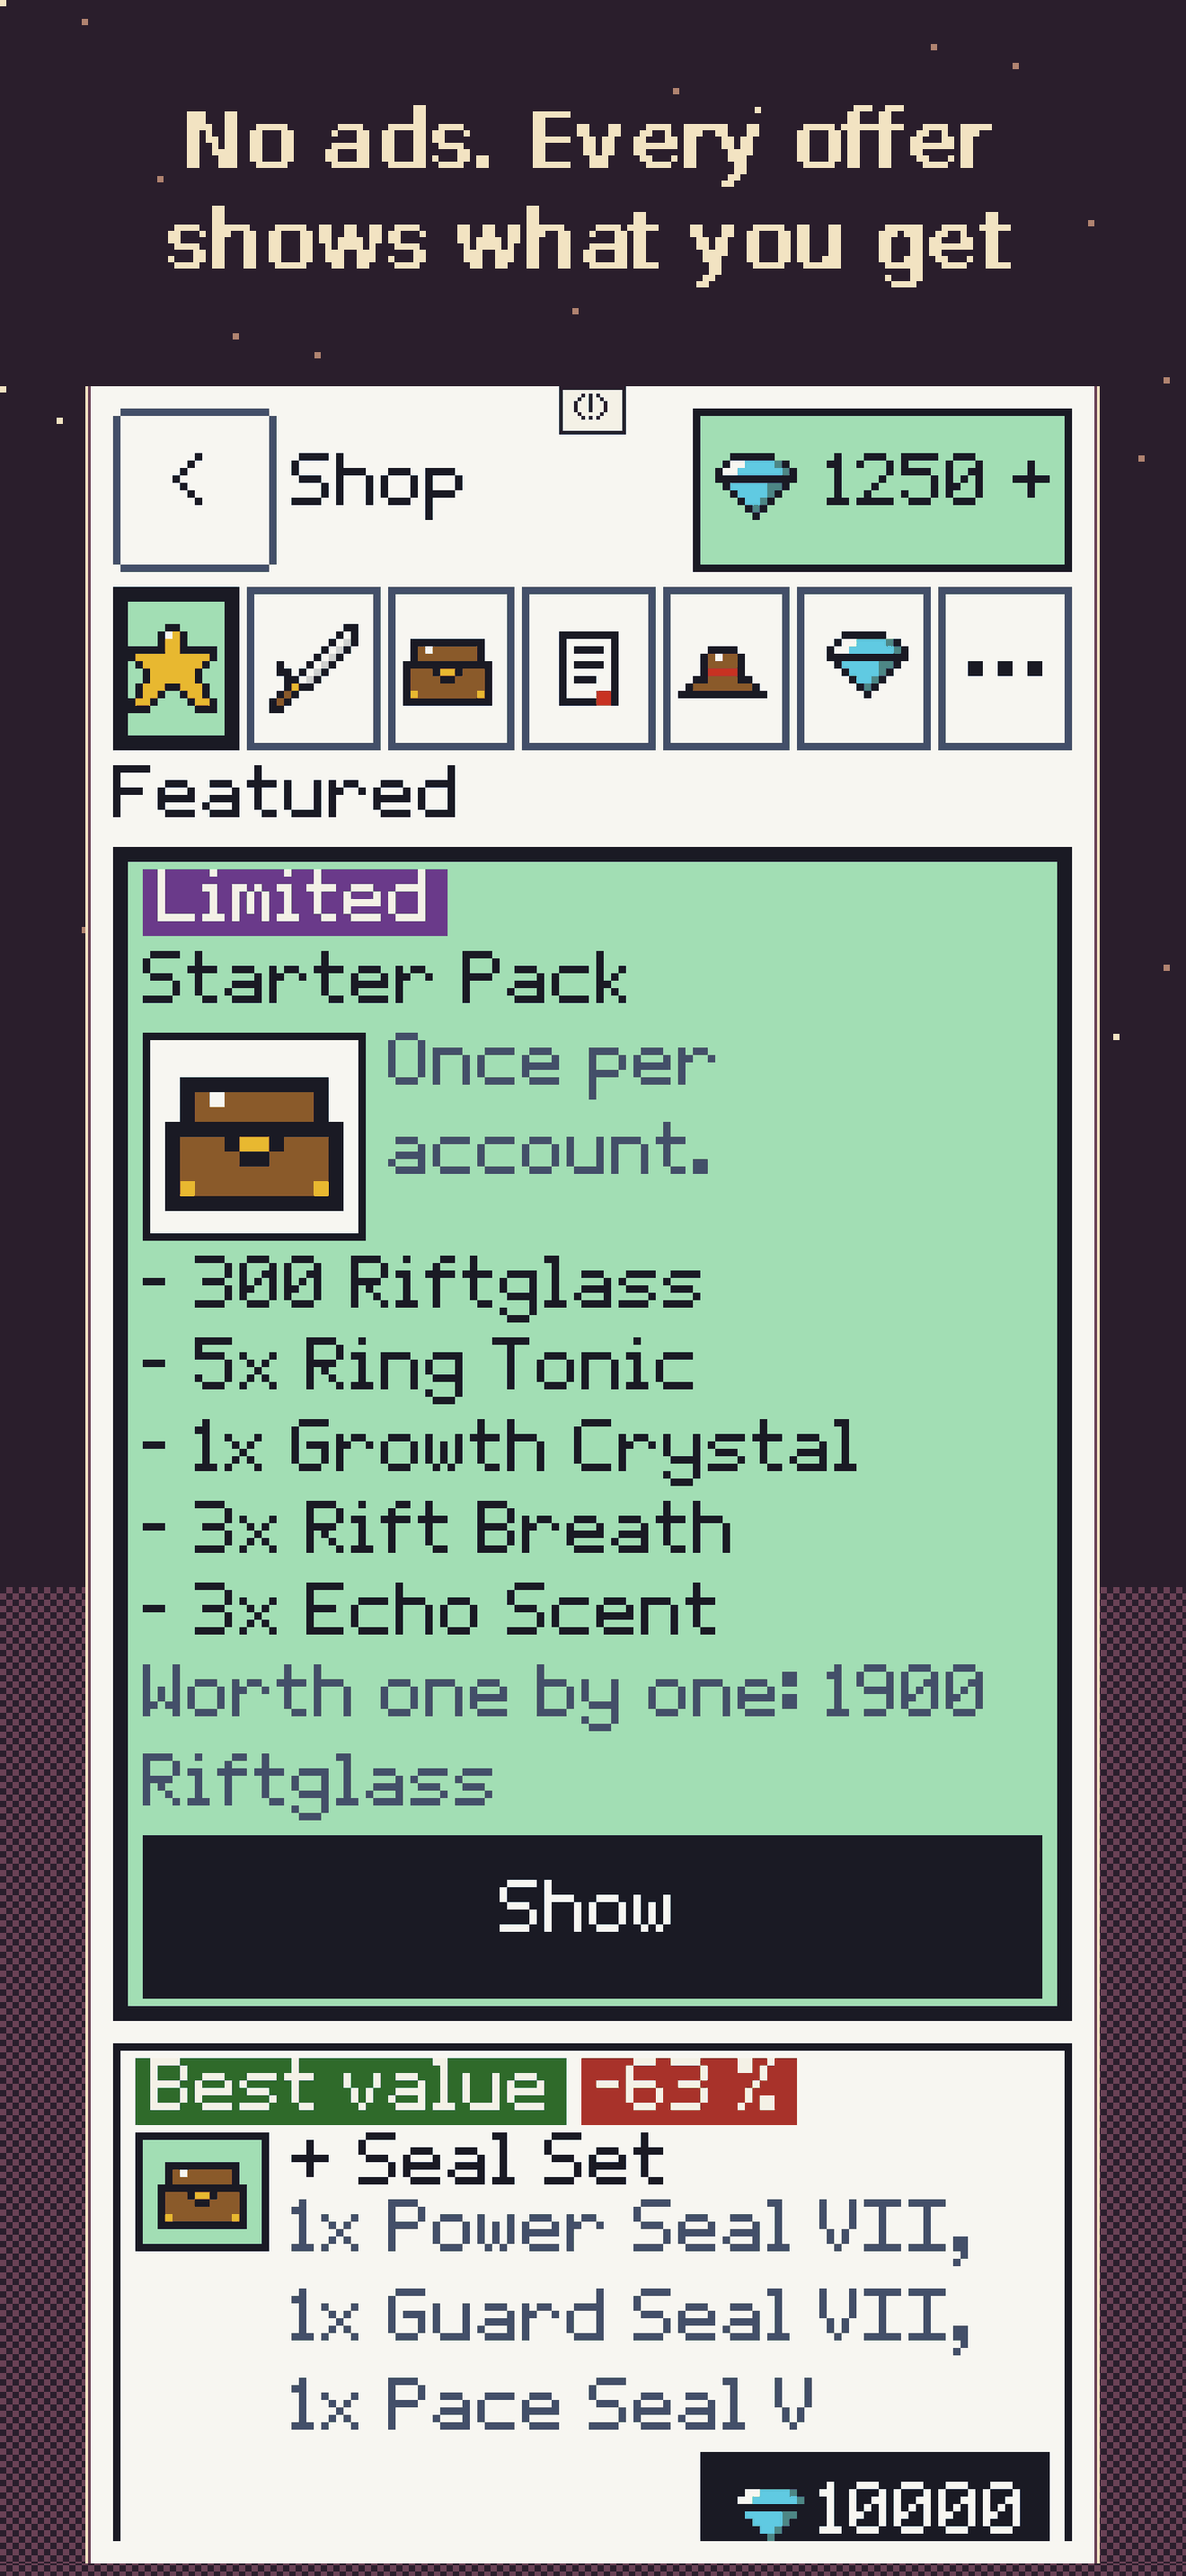 No ads. Every offer
shows what you get
(!)
< Shop
1250 +
...
Featured
Limited
Starter Pack
Once per
account.
- 300 Riftglass
- 5x Ring Tonic
- 1x Growth Crystal
- 3x Rift Breath
- 3x Echo Scent
Worth one by one: 1900
Riftglass
Show
Best value -63 %
+ Seal Set
1x Power Seal VII,
1x Guard Seal VII,
1x Pace Seal V
10000